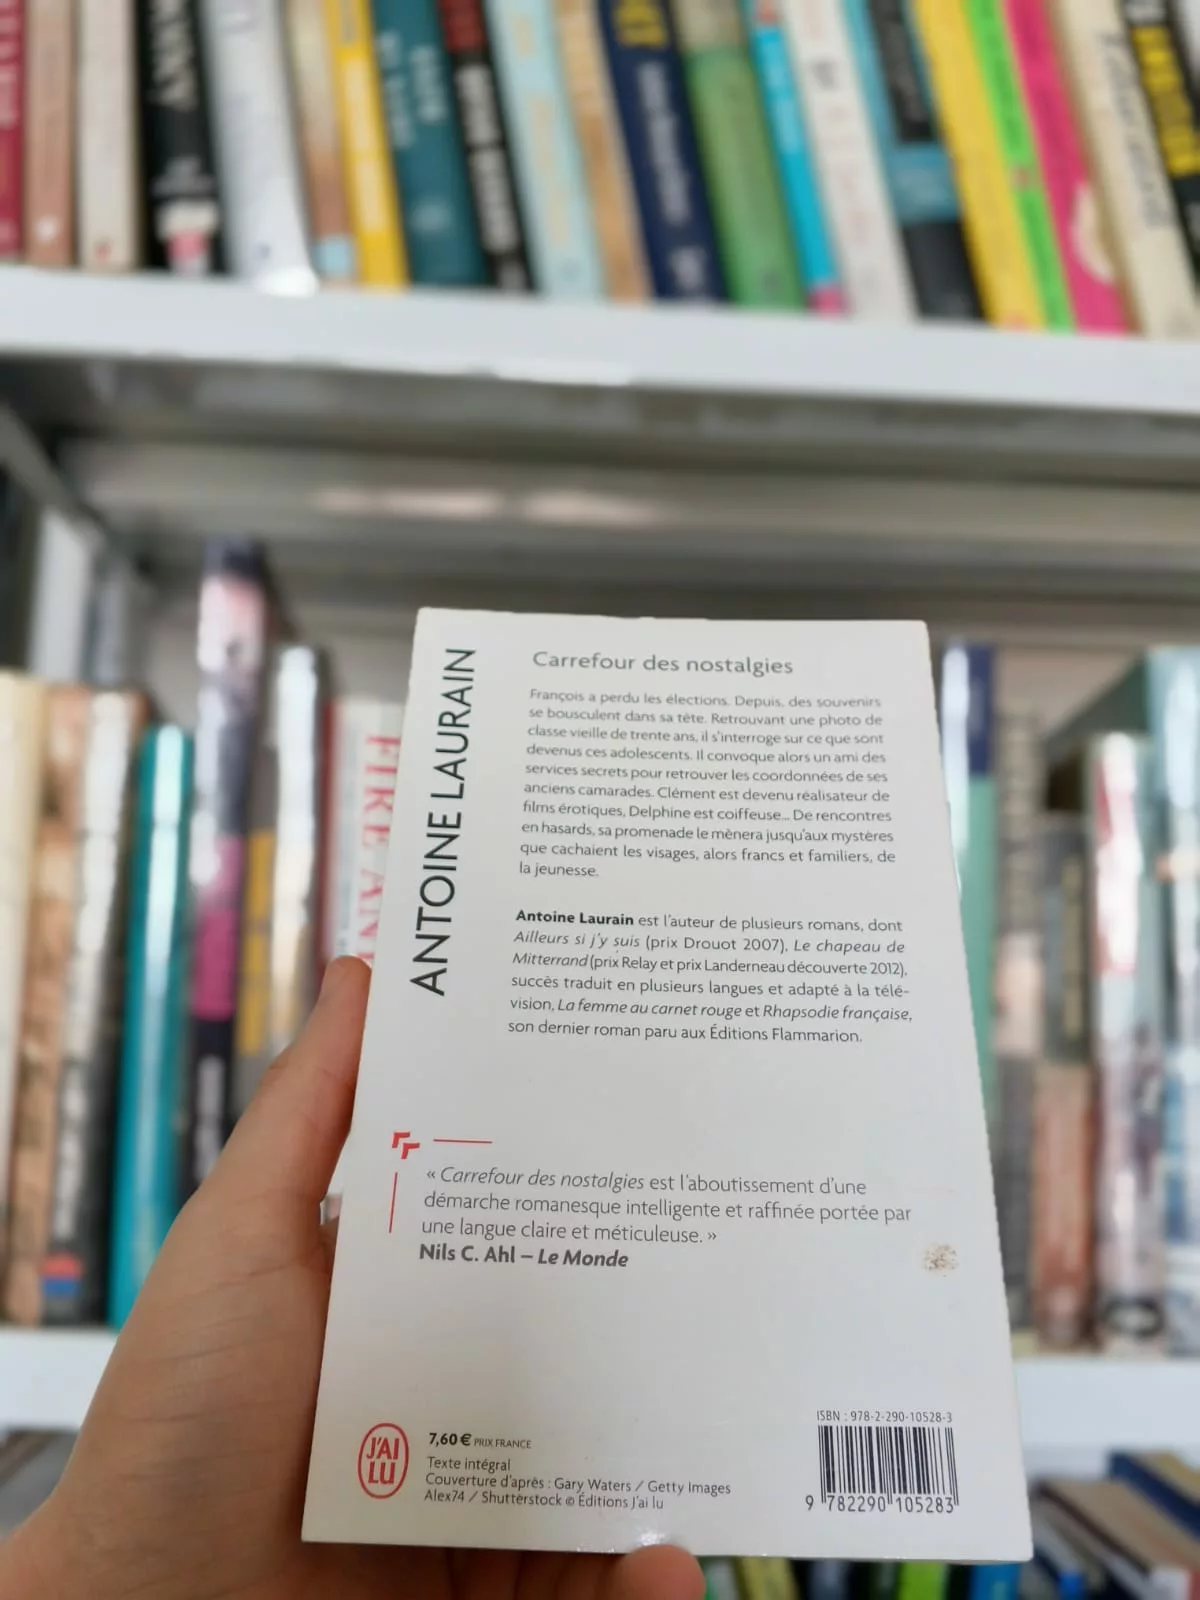 ANTOINE LAURAIN
Carrefour des nostalgies
François a perdu les élections. Depuis, des souvenirs
se bousculent dans sa tête. Retrouvant une photo de
classe vieille de trente ans, il s'interroge sur ce que sont
devenus ces adolescents. Il convoque alors un ami des
services secrets pour retrouver les coordonnées de ses
anciens camarades. Clément est devenu réalisateur de
films érotiques, Delphine est coiffeuse... De rencontres
en hasards, sa promenade le mènera jusqu'aux mystères
que cachaient les visages, alors francs et familiers, de
la jeunesse.
Antoine Laurain est l'auteur de plusieurs romans, dont
Ailleurs si j'y suis (prix Drouot 2007), Le chapeau de
Mitterrand (prix Relay et prix Landerneau découverte 2012),
succès traduit en plusieurs langues et adapté à la télé-
vision, La femme au carnet rouge et Rhapsodie française,
son dernier roman paru aux Éditions Flammarion.
« Carrefour des nostalgies est l'aboutissement d'une
démarche romanesque intelligente et raffinée portée par
une langue claire et méticuleuse. »
Nils C. Ahl – Le Monde
J'AI
LU
7,60 € PRIX FRANCE
Texte intégral
Couverture d'après : Gary Waters / Getty Images
Alex74 / Shutterstock © Éditions J'ai lu
ISBN : 978-2-290-10528-3
9 782290 105283
FIRE AND